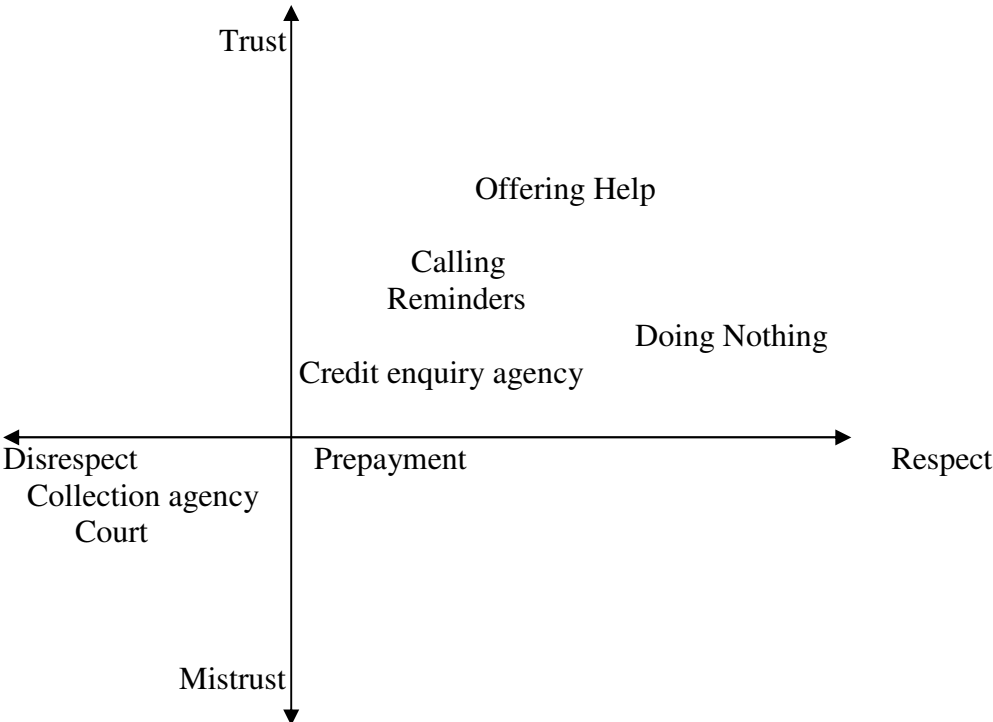 Trust
Offering Help
Calling
Reminders
Doing Nothing
Credit enquiry agency
Disrespect Prepayment Respect
Collection agency
Court
Mistrust